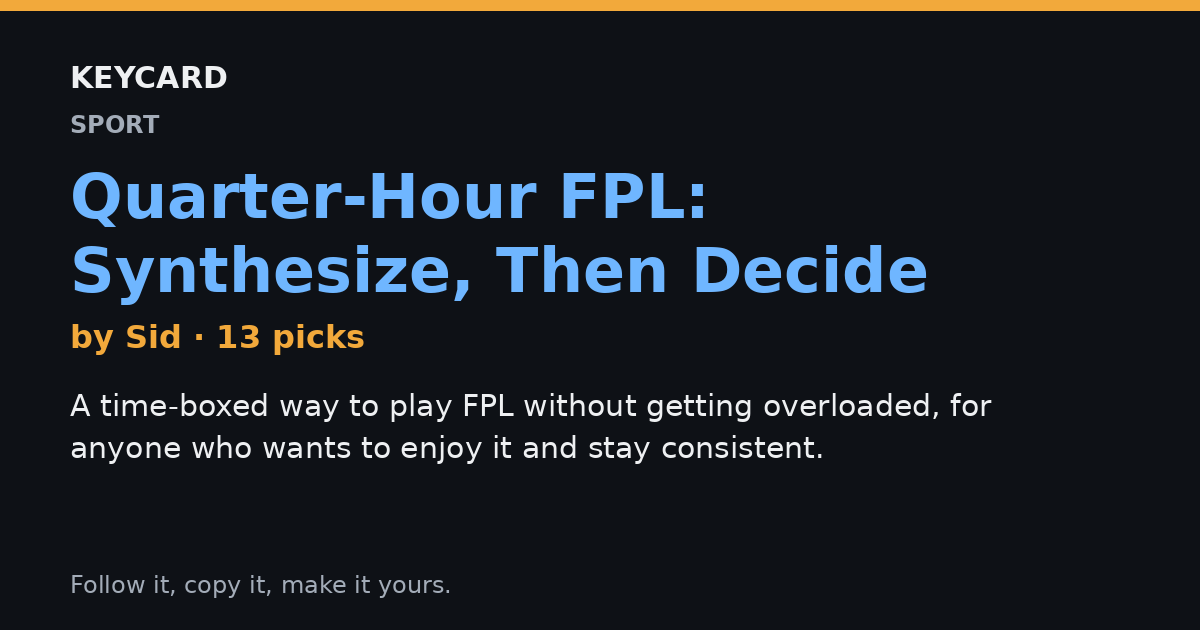 KEYCARD
SPORT
Quarter-Hour FPL:
Synthesize, Then Decide
by Sid · 13 picks
A time-boxed way to play FPL without getting overloaded, for
anyone who wants to enjoy it and stay consistent.
Follow it, copy it, make it yours.